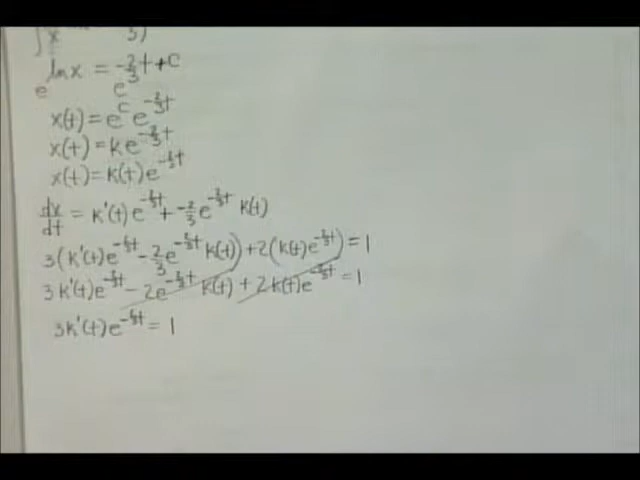 ∫ x 3)
e^{ln x} = e^{-2/3 t + C}
x(t) = e^c e^{-2/3 t}
x(t) = k e^{-2/3 t}
x(t) = k(t) e^{-2/3 t}
dx/dt = k'(t) e^{-2/3 t} + -2/3 e^{-2/3 t} k(t)
3(k'(t) e^{-2/3 t} - 2/3 e^{-2/3 t} k(t)) + 2(k(t) e^{-2/3 t}) = 1
3k'(t) e^{-2/3 t} - 2e^{-2/3 t} k(t) + 2k(t) e^{-2/3 t} = 1
3k'(t) e^{-2/3 t} = 1